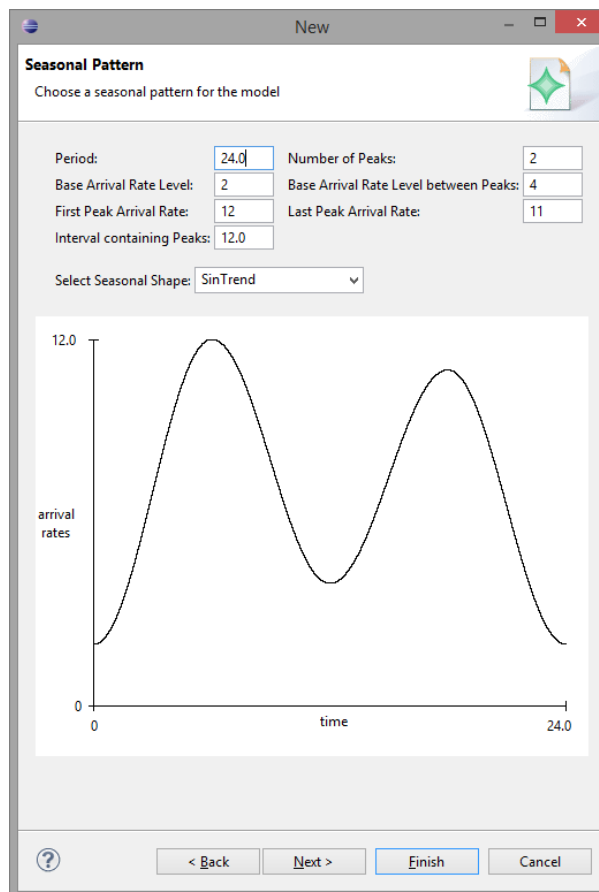 New
Seasonal Pattern
Choose a seasonal pattern for the model
Period: 24.0 Number of Peaks: 2
Base Arrival Rate Level: 2 Base Arrival Rate Level between Peaks: 4
First Peak Arrival Rate: 12 Last Peak Arrival Rate: 11
Interval containing Peaks: 12.0
Select Seasonal Shape: SinTrend
12.0
arrival
rates
0
0 time 24.0
? < Back Next > Finish Cancel